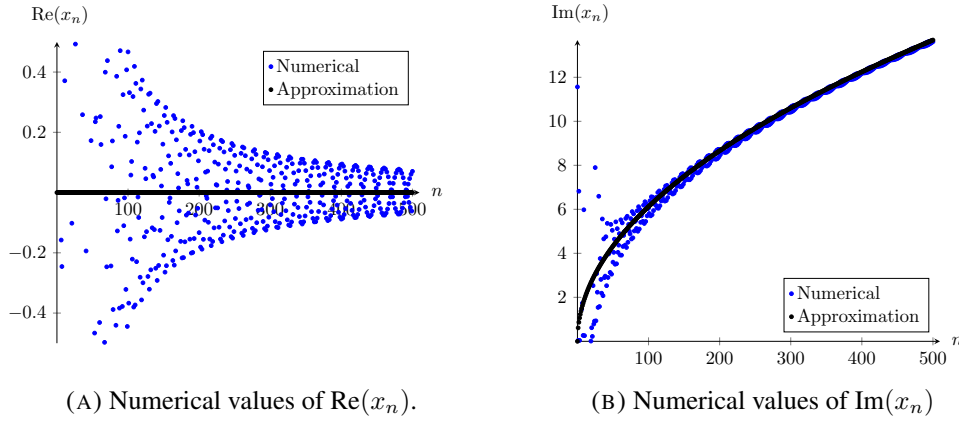 Re(xₙ)
0.4
0.2
0
−0.2
−0.4
100
200
300
400
500
n
Numerical
Approximation
(A) Numerical values of Re(xₙ).
Im(xₙ)
12
10
8
6
4
2
100
200
300
400
500
n
Numerical
Approximation
(B) Numerical values of Im(xₙ)